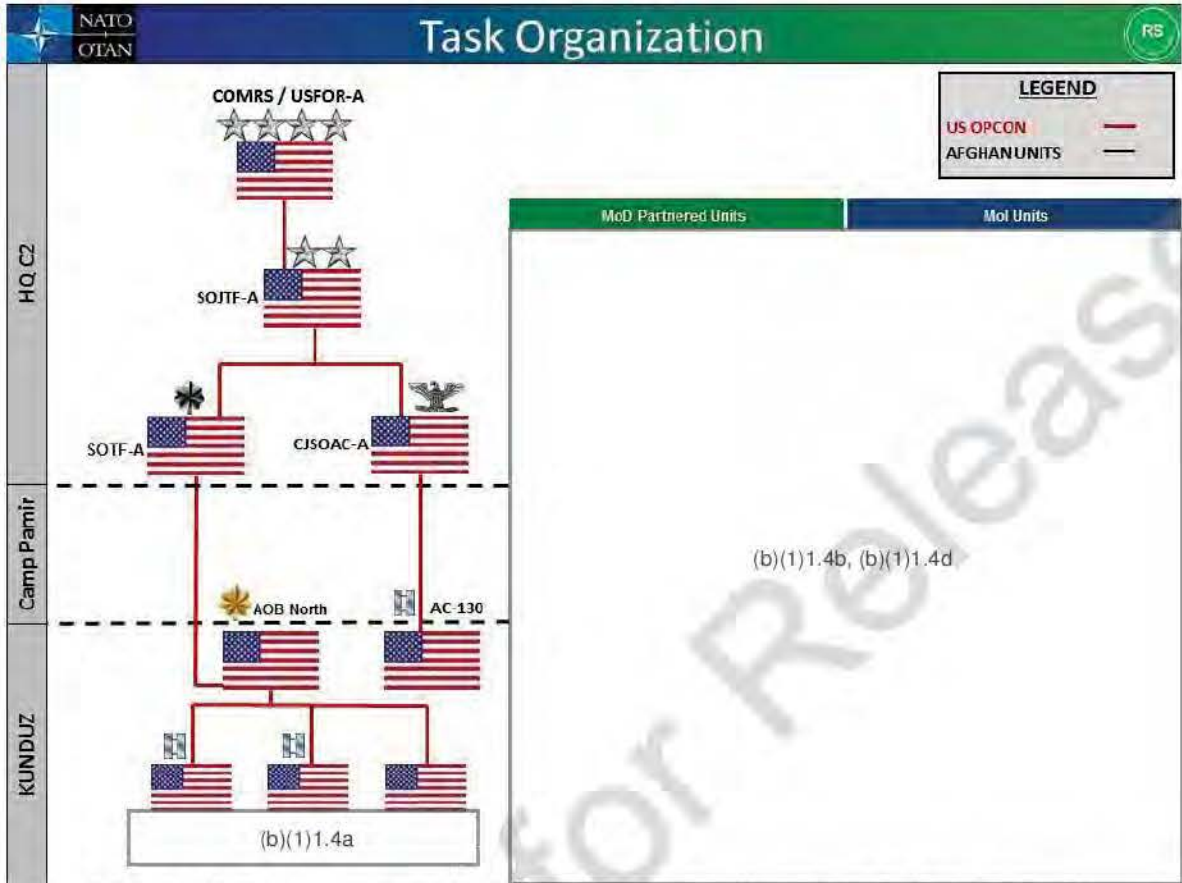 NATO
OTAN
Task Organization
RS
COMRS / USFOR-A
LEGEND
US OPCON
AFGHAN UNITS
HQ C2
SOJTF-A
SOTF-A
CJSOAC-A
MoD Partnered Units
MoI Units
(b)(1)1.4b, (b)(1)1.4d
Camp Pamir
AOB North
AC-130
KUNDUZ
(b)(1)1.4a
for Release